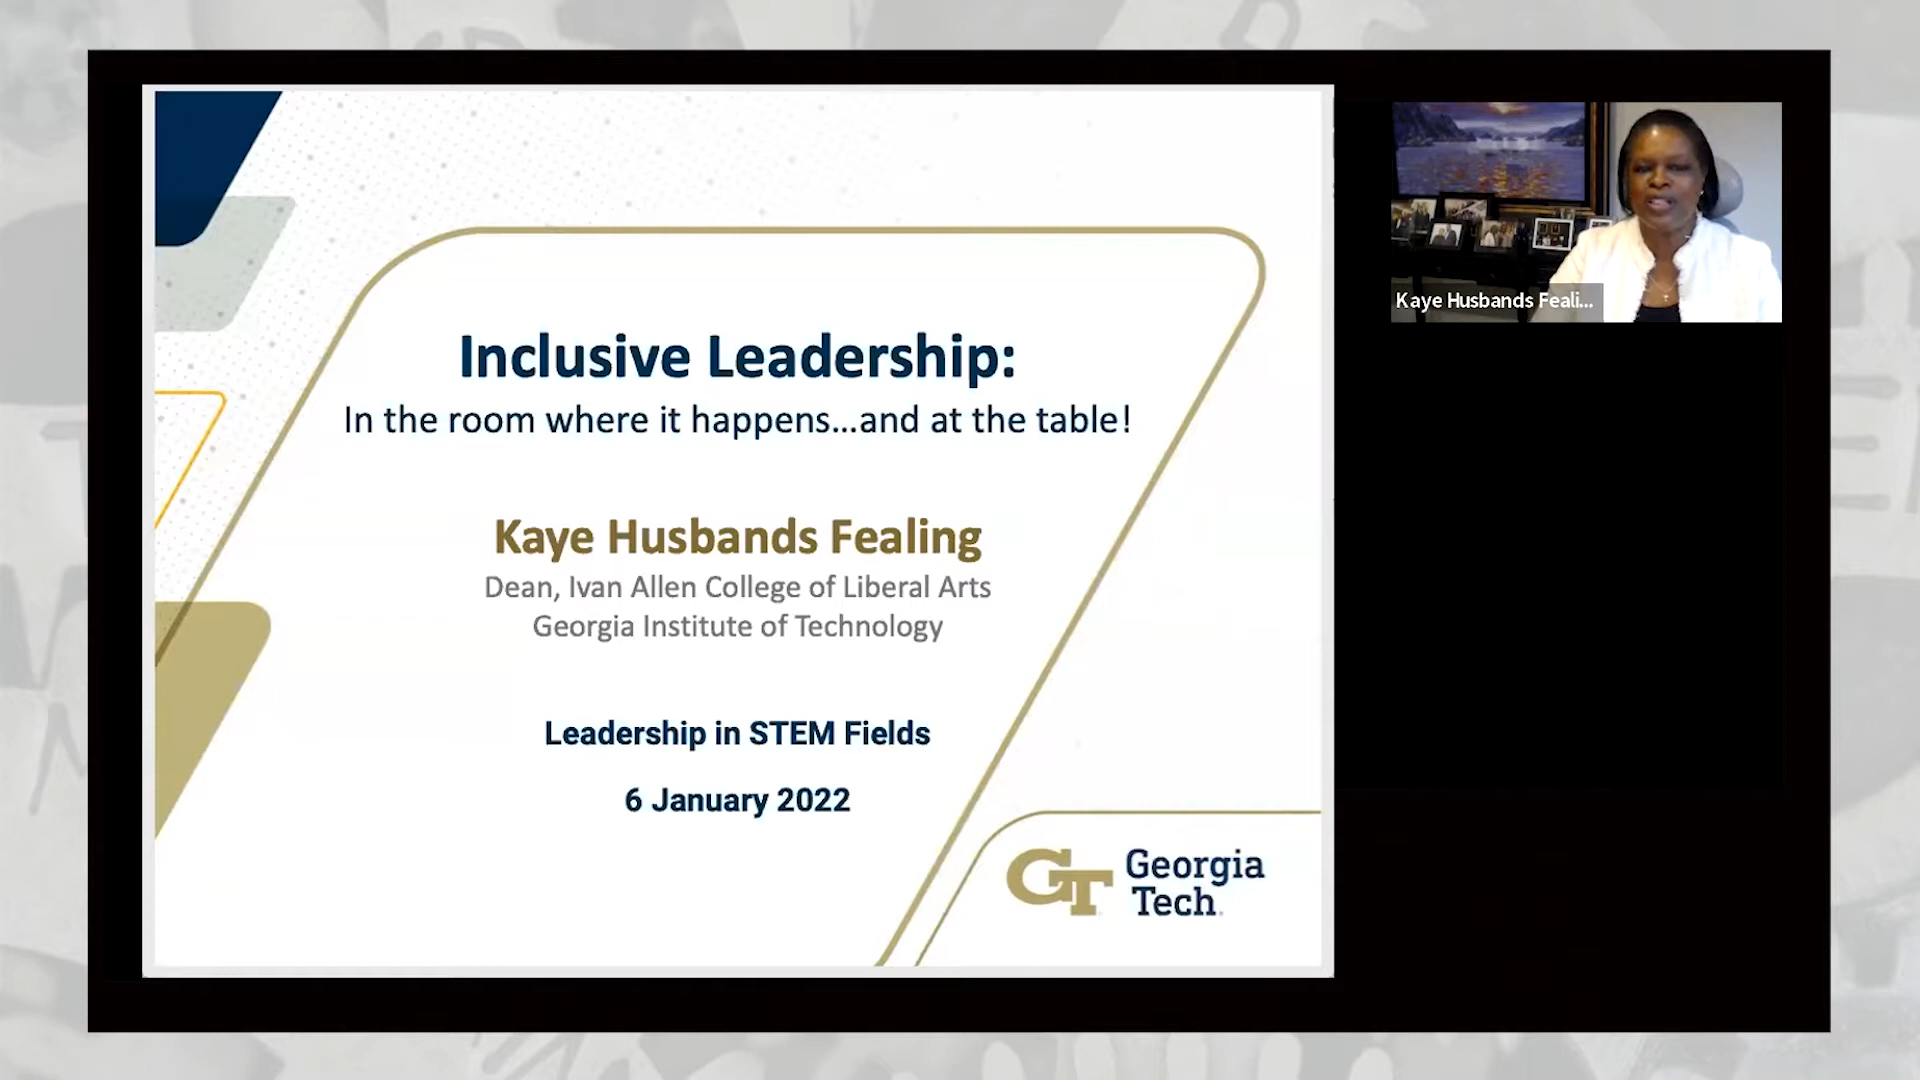 Inclusive Leadership:
In the room where it happens...and at the table!
Kaye Husbands Fealing
Dean, Ivan Allen College of Liberal Arts
Georgia Institute of Technology
Leadership in STEM Fields
6 January 2022
GT
Georgia
Tech
Kaye Husbands Feali...